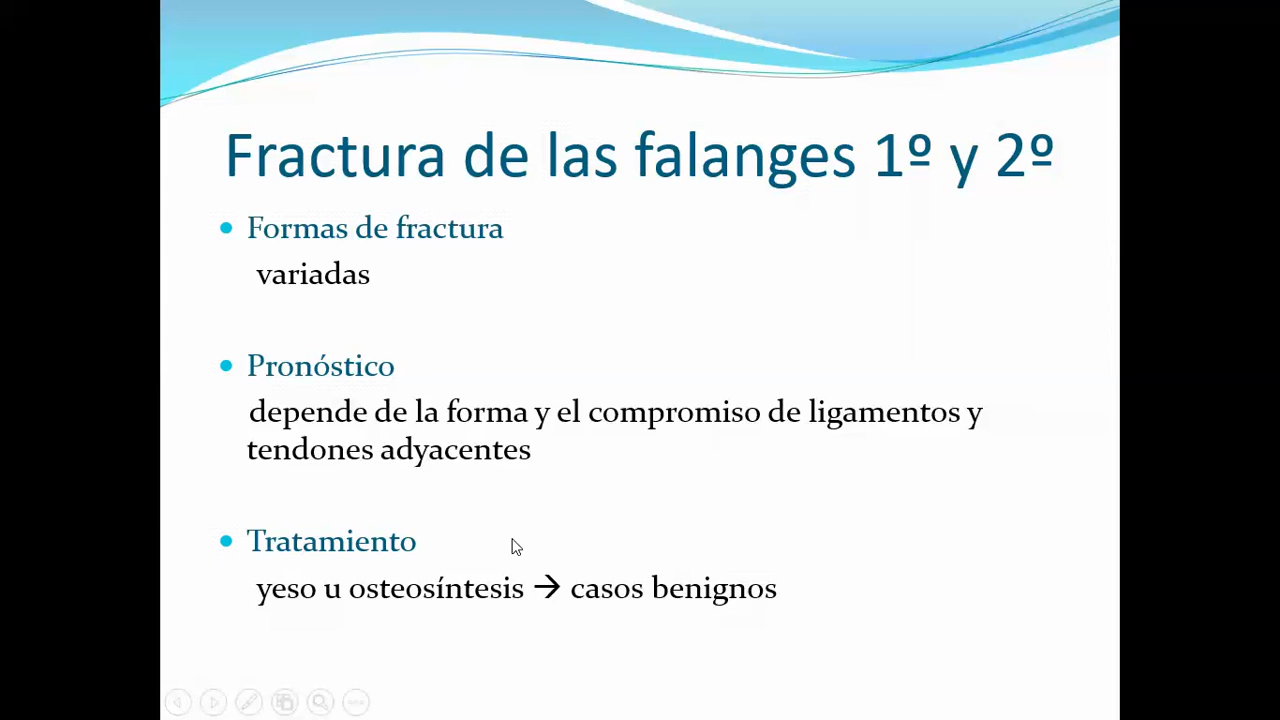 Fractura de las falanges 1º y 2º
• Formas de fractura
variadas
• Pronóstico
depende de la forma y el compromiso de ligamentos y
tendones adyacentes
• Tratamiento
yeso u osteosíntesis → casos benignos